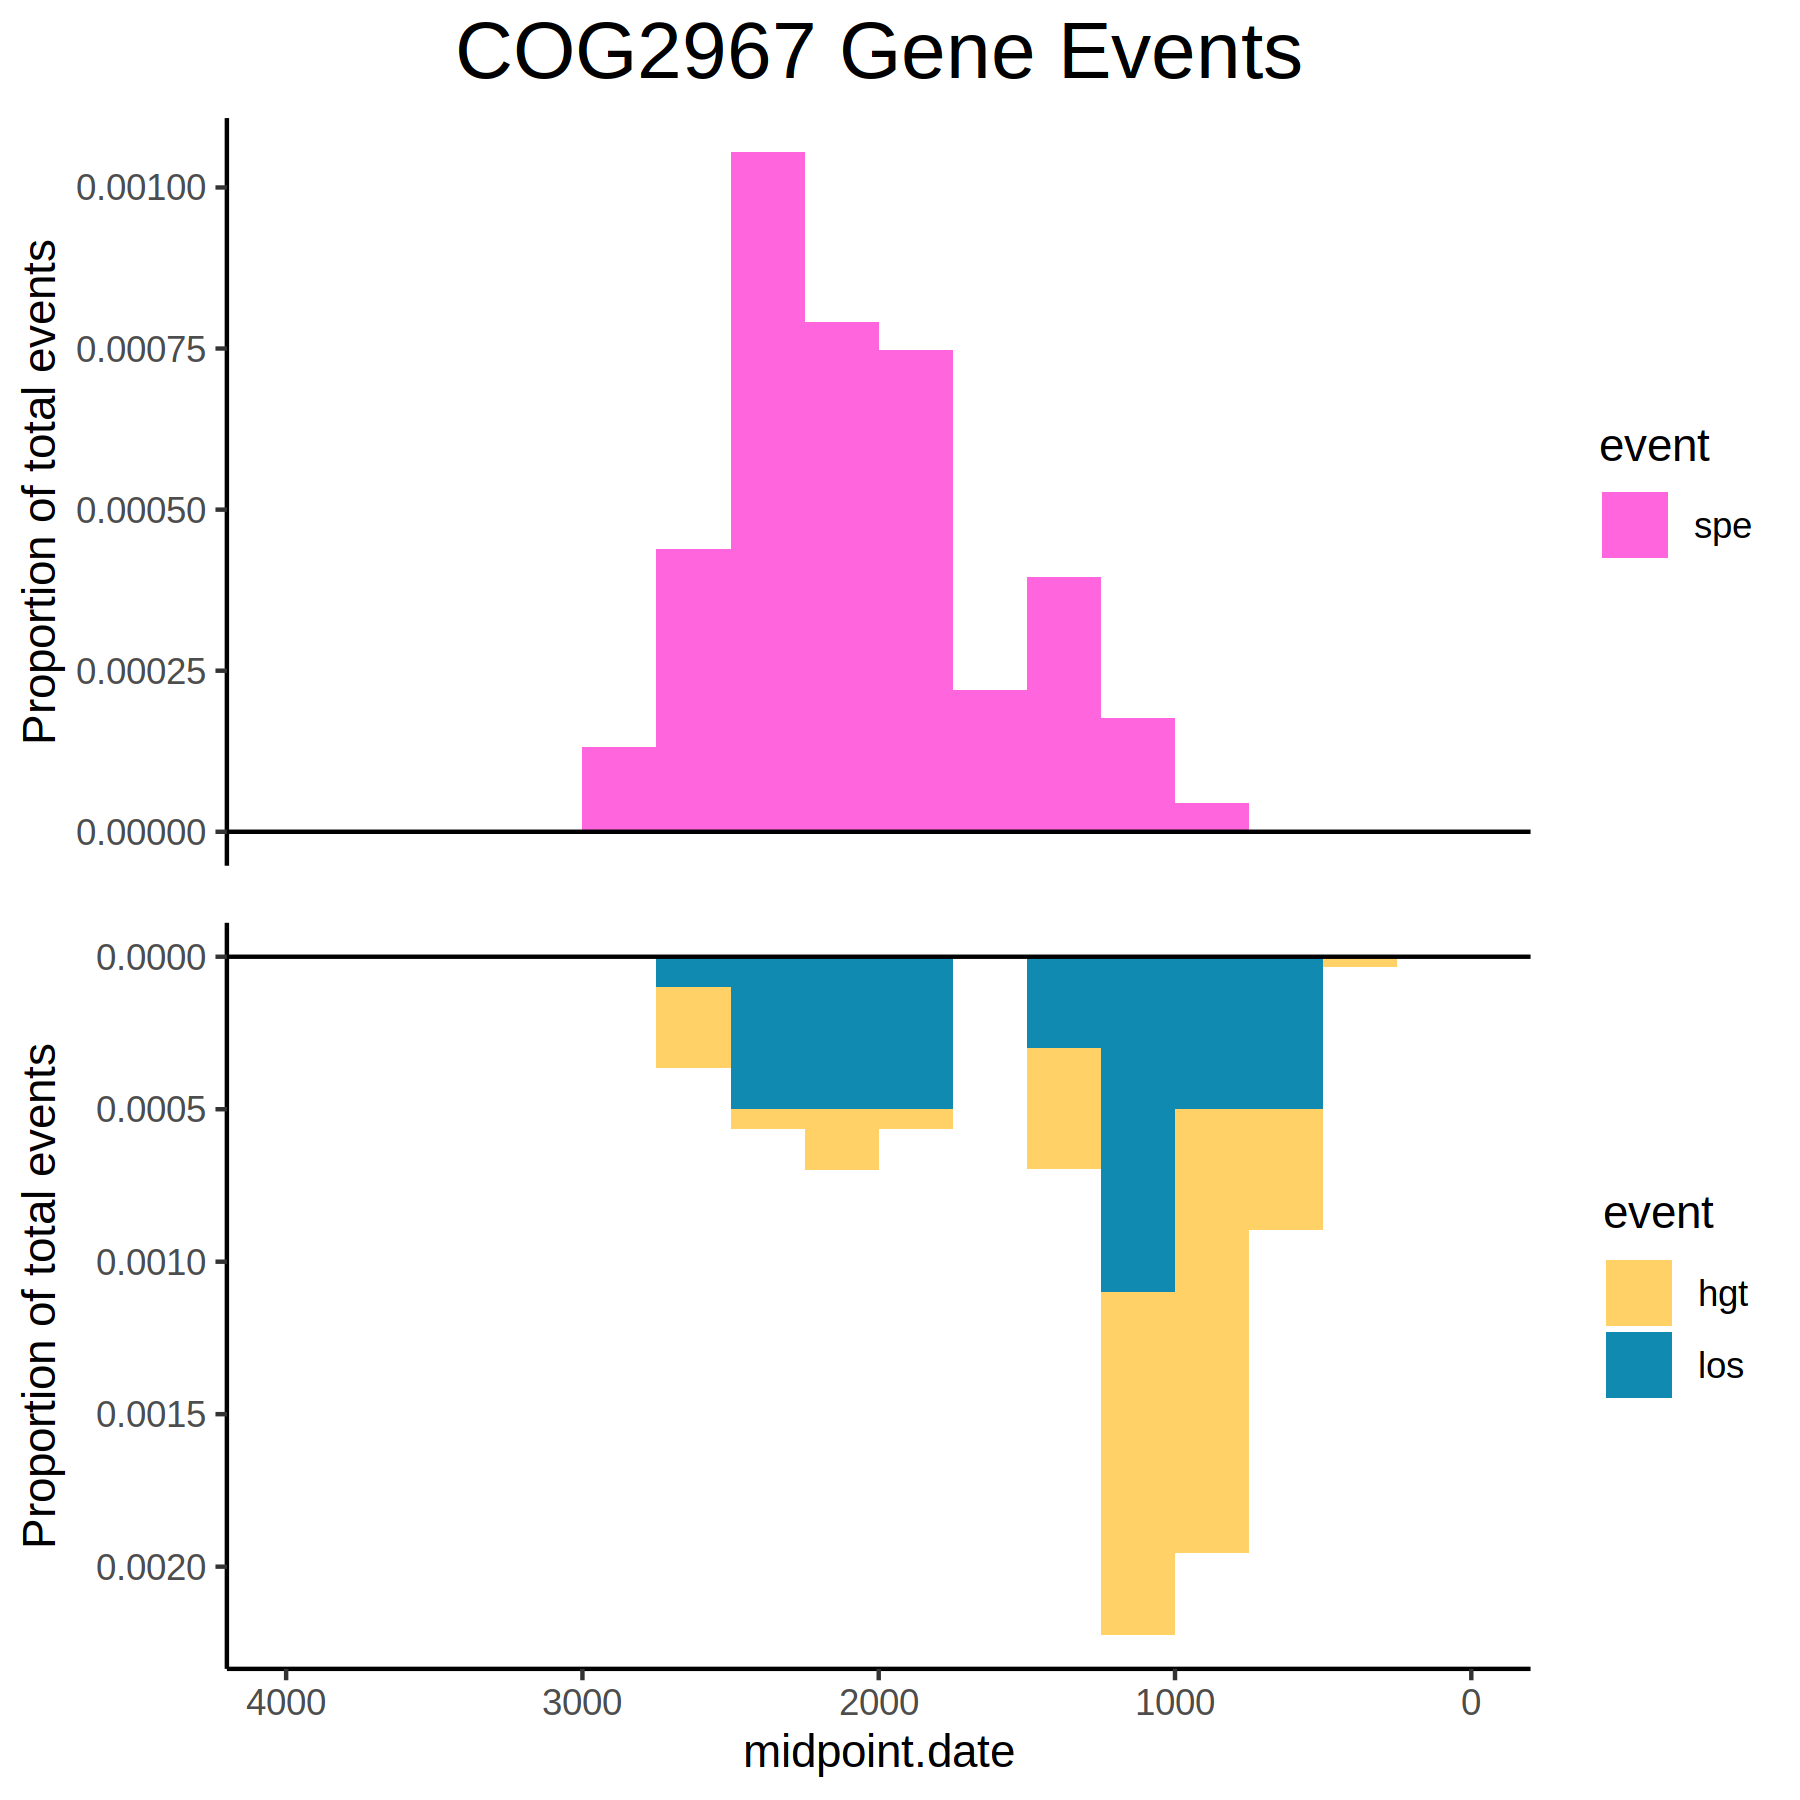 COG2967 Gene Events
Proportion of total events
0.00100
0.00075
0.00050
0.00025
0.00000
event
spe
Proportion of total events
0.0000
0.0005
0.0010
0.0015
0.0020
event
hgt
los
4000 3000 2000 1000 0
midpoint.date